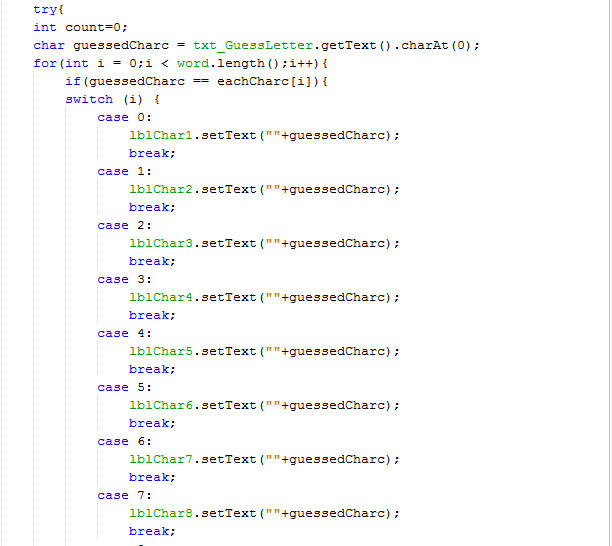 try{
int count=0;
char guessedCharc = txt_GuessLetter.getText().charAt(0);
for(int i = 0;i < word.length();i++){
if(guessedCharc == eachCharc[i]){
switch (i) {
case 0:
lblChar1.setText(""+guessedCharc);
break;
case 1:
lblChar2.setText(""+guessedCharc);
break;
case 2:
lblChar3.setText(""+guessedCharc);
break;
case 3:
lblChar4.setText(""+guessedCharc);
break;
case 4:
lblChar5.setText(""+guessedCharc);
break;
case 5:
lblChar6.setText(""+guessedCharc);
break;
case 6:
lblChar7.setText(""+guessedCharc);
break;
case 7:
lblChar8.setText(""+guessedCharc);
break;